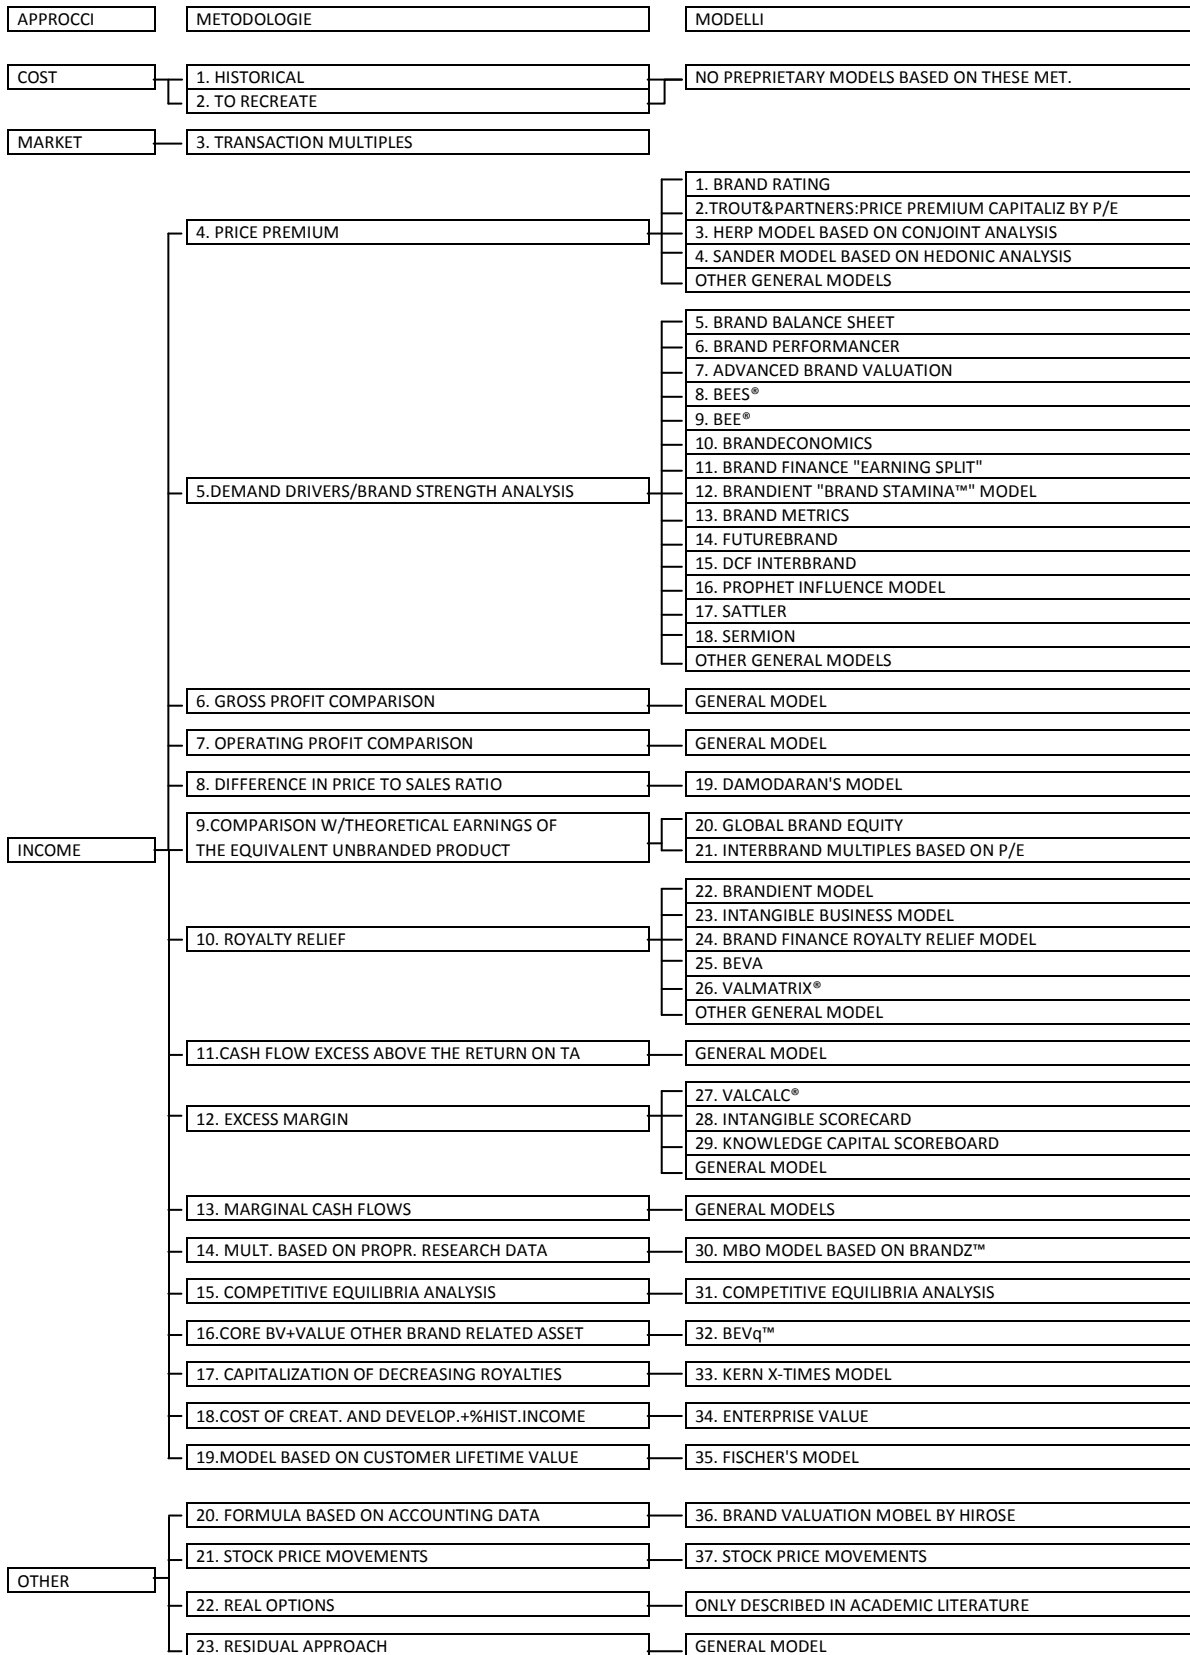 APPROCCI
METODOLOGIE
MODELLI
COST
1. HISTORICAL
2. TO RECREATE
NO PREPRIETARY MODELS BASED ON THESE MET.
MARKET
3. TRANSACTION MULTIPLES
INCOME
4. PRICE PREMIUM
1. BRAND RATING
2.TROUT&PARTNERS:PRICE PREMIUM CAPITALIZ BY P/E
3. HERP MODEL BASED ON CONJOINT ANALYSIS
4. SANDER MODEL BASED ON HEDONIC ANALYSIS
OTHER GENERAL MODELS
5.DEMAND DRIVERS/BRAND STRENGTH ANALYSIS
5. BRAND BALANCE SHEET
6. BRAND PERFORMANCER
7. ADVANCED BRAND VALUATION
8. BEES®
9. BEE®
10. BRANDECONOMICS
11. BRAND FINANCE "EARNING SPLIT"
12. BRANDIENT "BRAND STAMINA™" MODEL
13. BRAND METRICS
14. FUTUREBRAND
15. DCF INTERBRAND
16. PROPHET INFLUENCE MODEL
17. SATTLER
18. SERMION
OTHER GENERAL MODELS
6. GROSS PROFIT COMPARISON
GENERAL MODEL
7. OPERATING PROFIT COMPARISON
GENERAL MODEL
8. DIFFERENCE IN PRICE TO SALES RATIO
19. DAMODARAN'S MODEL
9.COMPARISON W/THEORETICAL EARNINGS OF
THE EQUIVALENT UNBRANDED PRODUCT
20. GLOBAL BRAND EQUITY
21. INTERBRAND MULTIPLES BASED ON P/E
10. ROYALTY RELIEF
22. BRANDIENT MODEL
23. INTANGIBLE BUSINESS MODEL
24. BRAND FINANCE ROYALTY RELIEF MODEL
25. BEVA
26. VALMATRIX®
OTHER GENERAL MODEL
11.CASH FLOW EXCESS ABOVE THE RETURN ON TA
GENERAL MODEL
12. EXCESS MARGIN
27. VALCALC®
28. INTANGIBLE SCORECARD
29. KNOWLEDGE CAPITAL SCOREBOARD
GENERAL MODEL
13. MARGINAL CASH FLOWS
GENERAL MODELS
14. MULT. BASED ON PROPR. RESEARCH DATA
30. MBO MODEL BASED ON BRANDZ™
15. COMPETITIVE EQUILIBRIA ANALYSIS
31. COMPETITIVE EQUILIBRIA ANALYSIS
16.CORE BV+VALUE OTHER BRAND RELATED ASSET
32. BEVq™
17. CAPITALIZATION OF DECREASING ROYALTIES
33. KERN X-TIMES MODEL
18.COST OF CREAT. AND DEVELOP.+%HIST.INCOME
34. ENTERPRISE VALUE
19.MODEL BASED ON CUSTOMER LIFETIME VALUE
35. FISCHER'S MODEL
OTHER
20. FORMULA BASED ON ACCOUNTING DATA
36. BRAND VALUATION MOBEL BY HIROSE
21. STOCK PRICE MOVEMENTS
37. STOCK PRICE MOVEMENTS
22. REAL OPTIONS
ONLY DESCRIBED IN ACADEMIC LITERATURE
23. RESIDUAL APPROACH
GENERAL MODEL